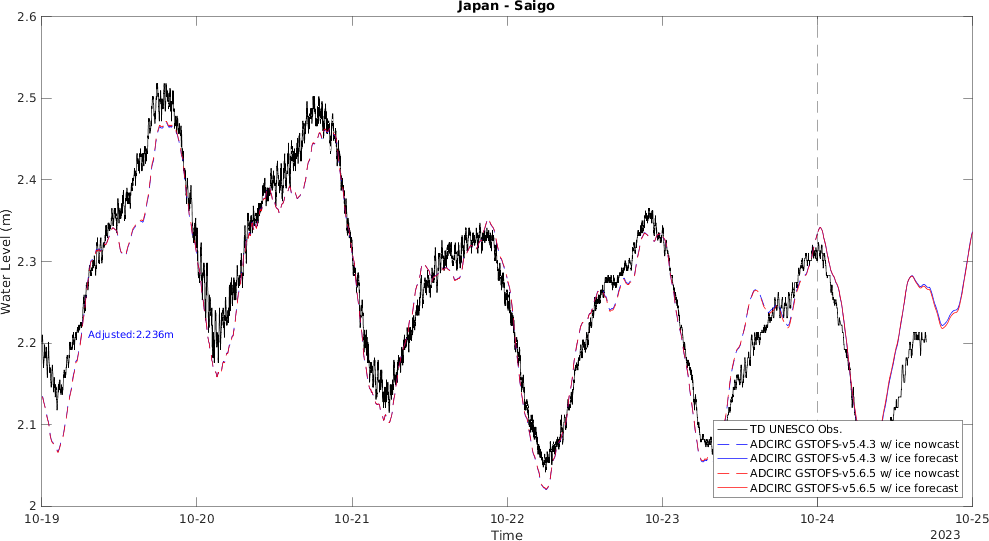 Japan - Saigo
2.6
2.5
2.4
2.3
2.2
2.1
2
Water Level (m)
Adjusted:2.236m
TD UNESCO Obs.
ADCIRC GSTOFS-v5.4.3 w/ ice nowcast
ADCIRC GSTOFS-v5.4.3 w/ ice forecast
ADCIRC GSTOFS-v5.6.5 w/ ice nowcast
ADCIRC GSTOFS-v5.6.5 w/ ice forecast
10-19 10-20 10-21 10-22 10-23 10-24 10-25
Time
2023